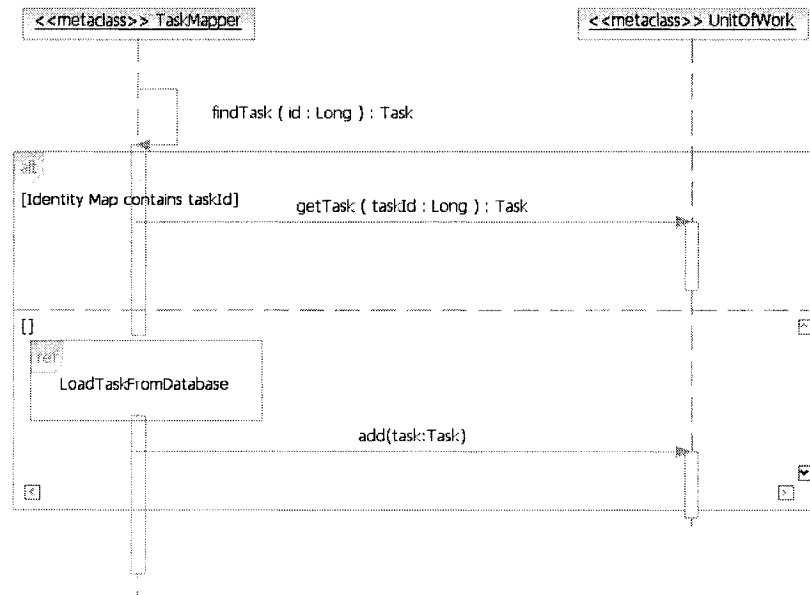 <<metaclass>> TaskMapper
<<metaclass>> UnitOfWork
findTask ( id : Long ) : Task
alt
[Identity Map contains taskId]
getTask ( taskId : Long ) : Task
[]
ref
LoadTaskFromDatabase
add(task:Task)